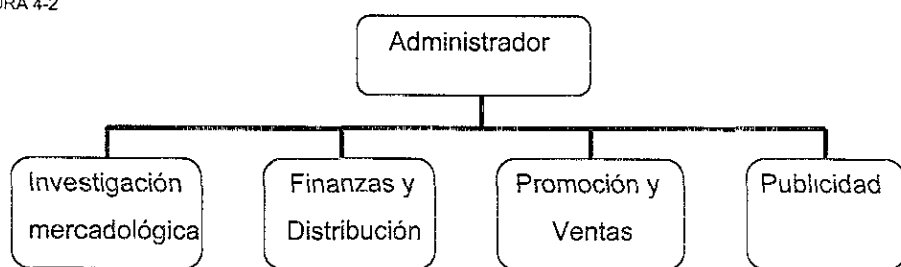 URA 4-2
Administrador
Investigación
mercadológica
Finanzas y
Distribución
Promoción y
Ventas
Publicidad